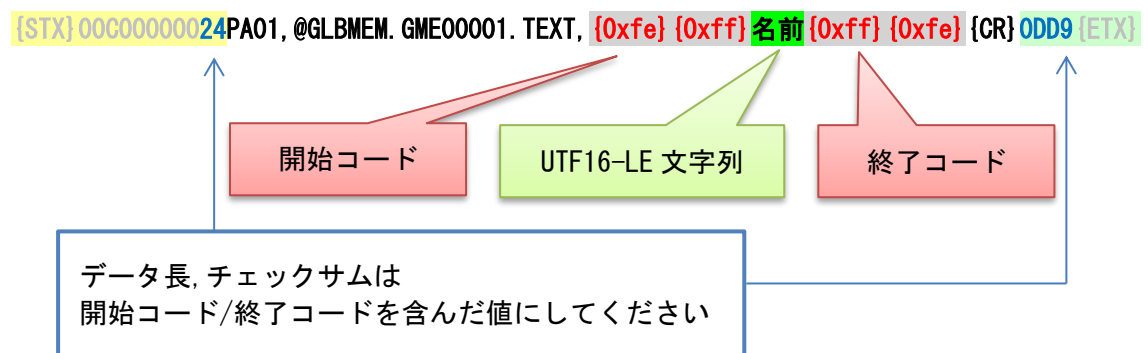 {STX}00C00000024PA01,@GLBMEM.GME00001.TEXT,{0xfe}{0xff}名前{0xff}{0xfe}{CR}0DD9{ETX}
開始コード
UTF16-LE 文字列
終了コード
データ長,チェックサムは
開始コード/終了コードを含んだ値にしてください